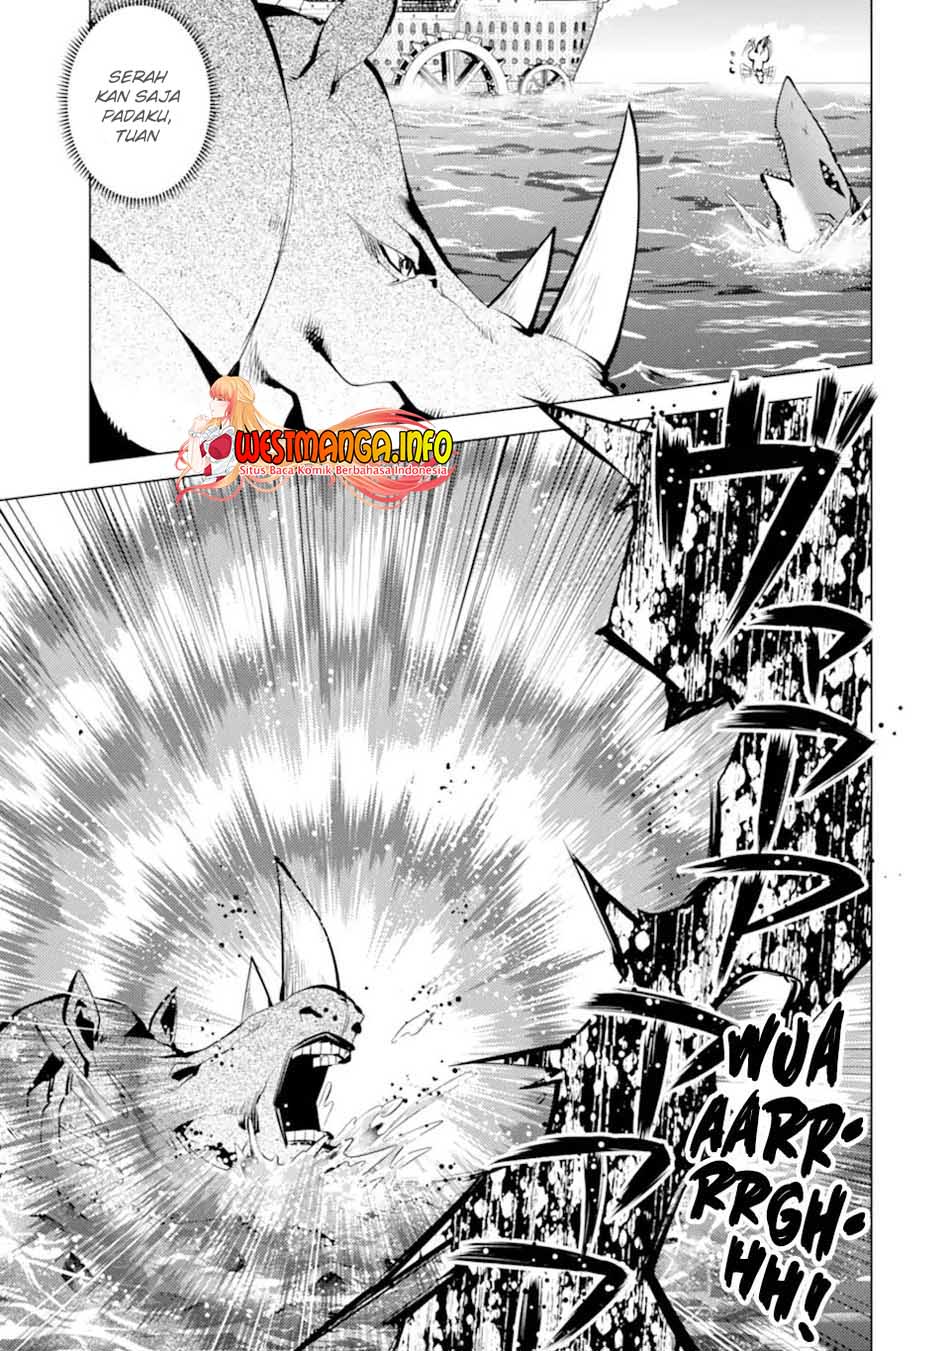 SERAH
KAN SAJA
PADAKU,
TUAN
WESTMANGA.INFO
SITUS BACA KOMIK BERBAHASA INDONESIA
WUA
AARR-
RRGH-
HH!